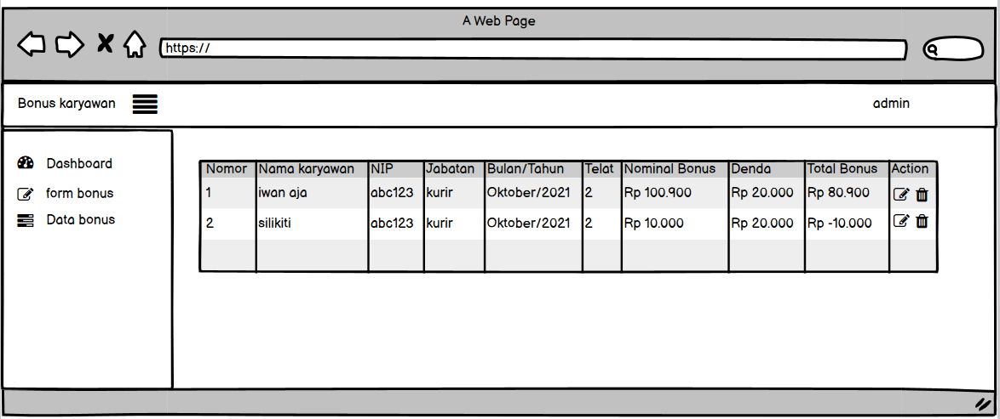 A Web Page
https://
Bonus karyawan admin
Dashboard
form bonus
Data bonus
Nomor Nama karyawan NIP Jabatan Bulan/Tahun Telat Nominal Bonus Denda Total Bonus Action
1 iwan aja abc123 kurir Oktober/2021 2 Rp 100.900 Rp 20.000 Rp 80.900
2 silikiti abc123 kurir Oktober/2021 2 Rp 10.000 Rp 20.000 Rp -10.000